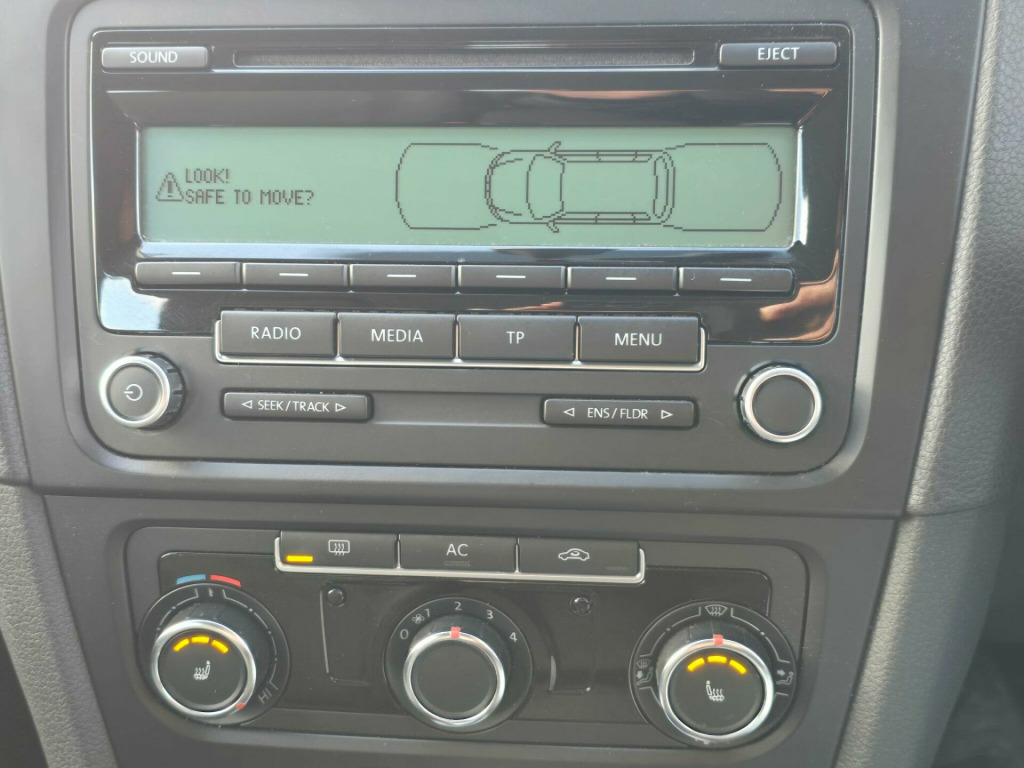 SOUND
EJECT
LOOK!
SAFE TO MOVE?
RADIO
MEDIA
TP
MENU
SEEK/TRACK
ENS/FLDR
AC
0 1 2 3 4
HI